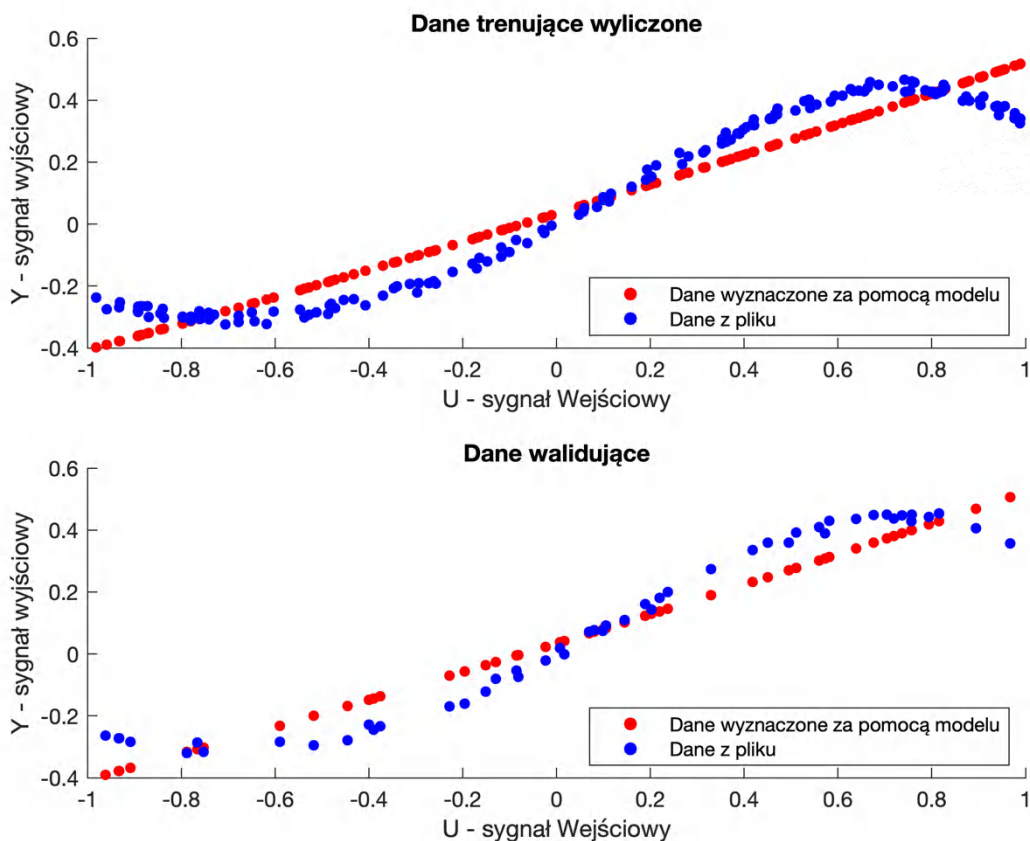 Dane trenujące wyliczone
0.6
0.4
0.2
0
-0.2
-0.4
Y - sygnał wyjściowy
Dane wyznaczone za pomocą modelu
Dane z pliku
-1 -0.8 -0.6 -0.4 -0.2 0 0.2 0.4 0.6 0.8 1
U - sygnał Wejściowy
Dane walidujące
0.6
0.4
0.2
0
-0.2
-0.4
Y - sygnał wyjściowy
Dane wyznaczone za pomocą modelu
Dane z pliku
-1 -0.8 -0.6 -0.4 -0.2 0 0.2 0.4 0.6 0.8 1
U - sygnał Wejściowy